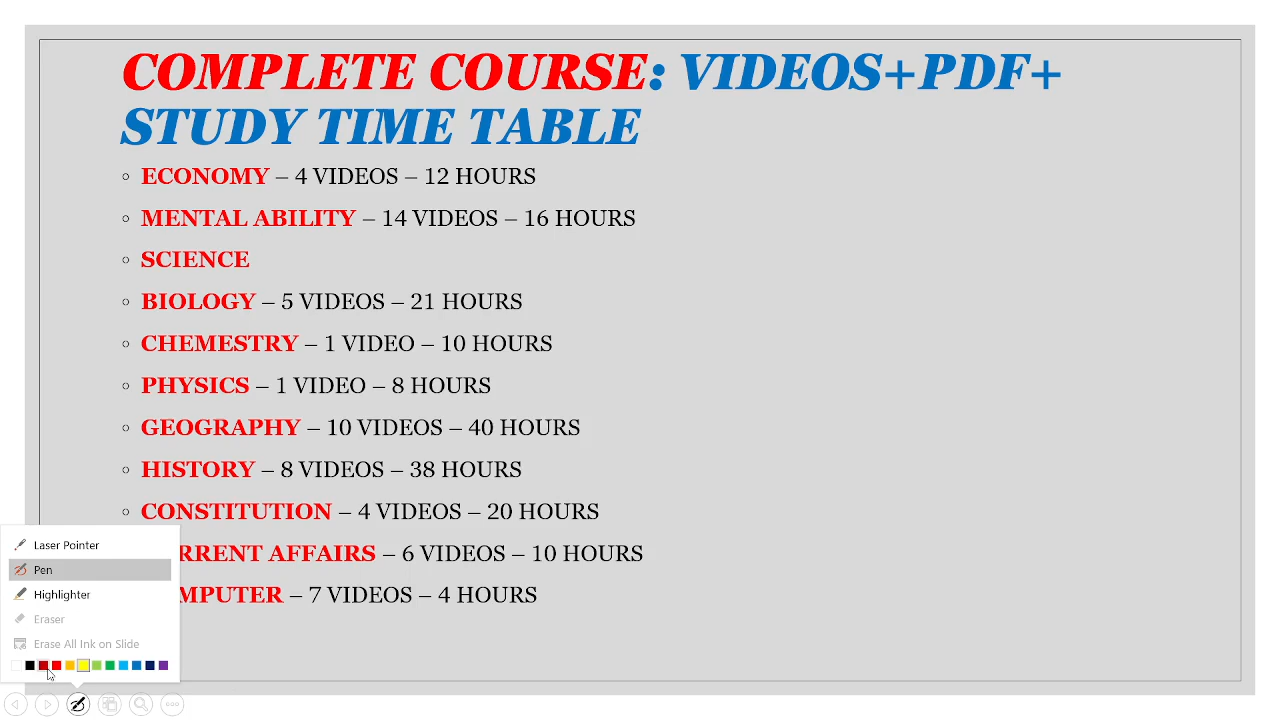 COMPLETE COURSE: VIDEOS+PDF+
STUDY TIME TABLE
ECONOMY – 4 VIDEOS – 12 HOURS
MENTAL ABILITY – 14 VIDEOS – 16 HOURS
SCIENCE
BIOLOGY – 5 VIDEOS – 21 HOURS
CHEMESTRY – 1 VIDEO – 10 HOURS
PHYSICS – 1 VIDEO – 8 HOURS
GEOGRAPHY – 10 VIDEOS – 40 HOURS
HISTORY – 8 VIDEOS – 38 HOURS
CONSTITUTION – 4 VIDEOS – 20 HOURS
RRENT AFFAIRS – 6 VIDEOS – 10 HOURS
MPUTER – 7 VIDEOS – 4 HOURS
Laser Pointer
Pen
Highlighter
Eraser
Erase All Ink on Slide